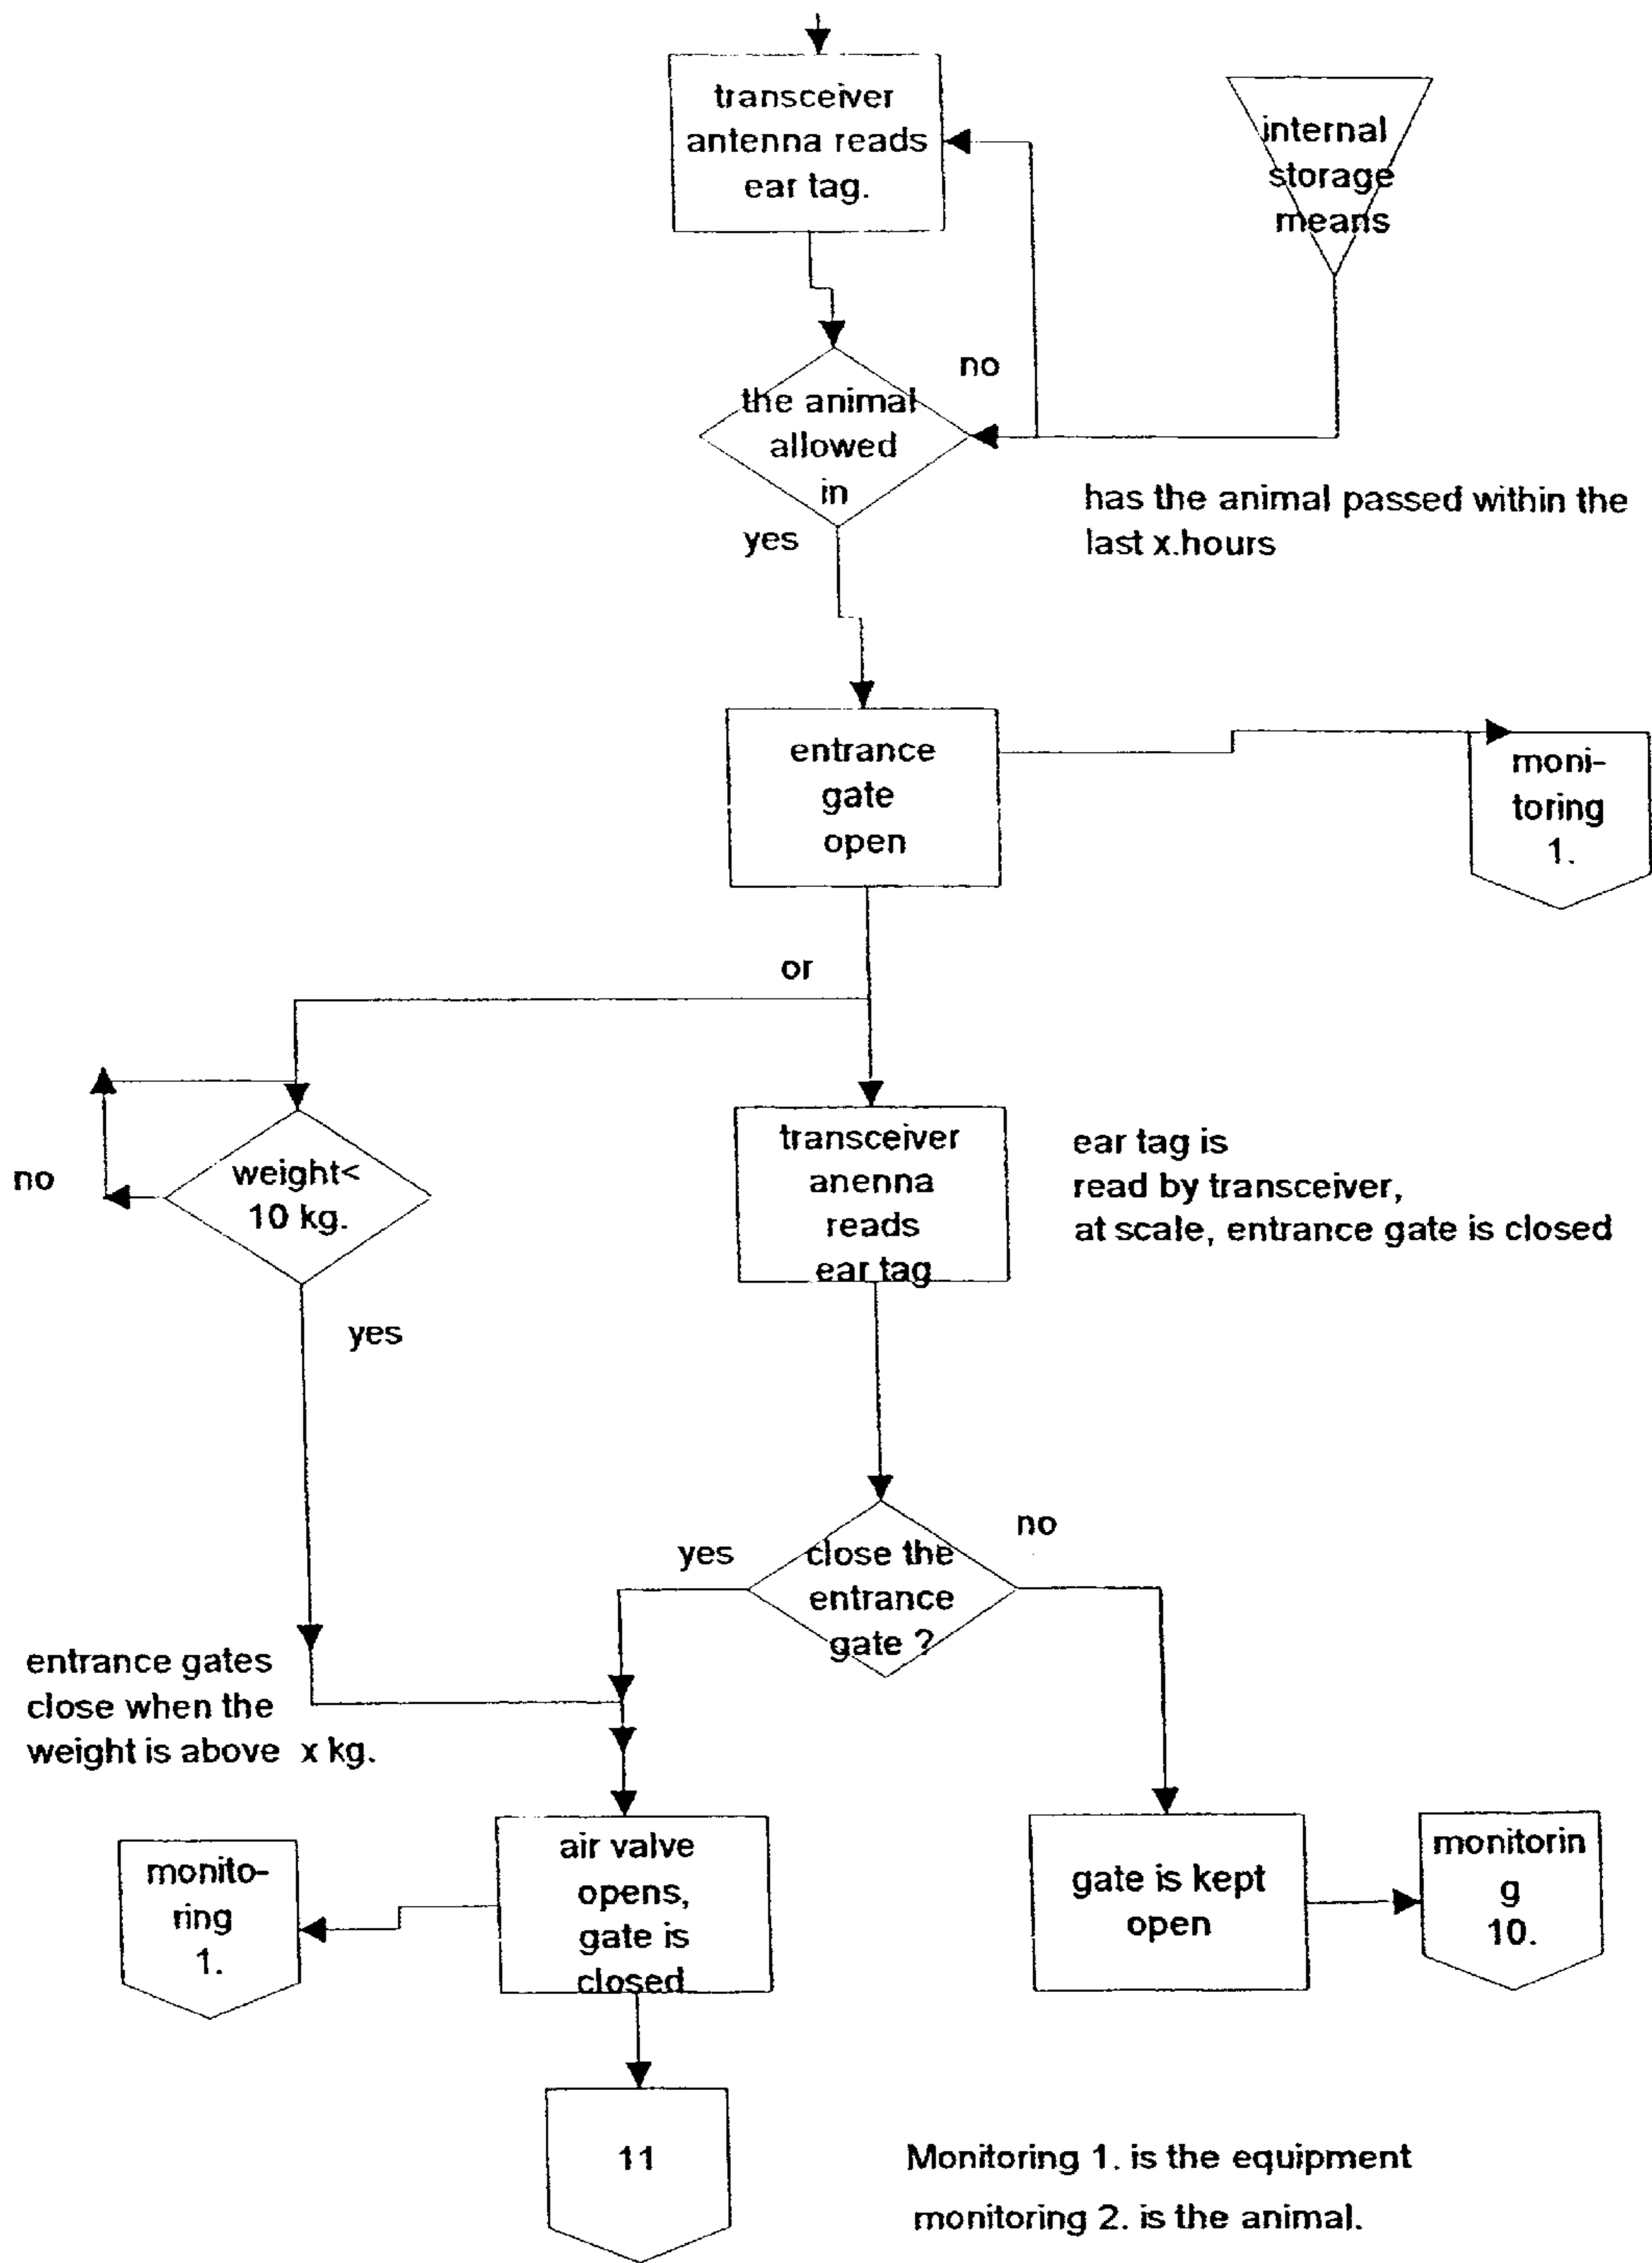 transceiver
antenna reads
ear tag.
internal
storage
means
no
the animal
allowed
in
has the animal passed within the
last x.hours
yes
entrance
gate
open
moni-
toring
1.
or
transceiver
anenna
reads
ear tag
ear tag is
read by transceiver,
at scale, entrance gate is closed
no
weight<
10 kg.
yes
no
yes
close the
entrance
gate ?
entrance gates
close when the
weight is above x kg.
monito-
ring
1.
air valve
opens,
gate is
closed
gate is kept
open
monitorin
g
10.
11
Monitoring 1. is the equipment
monitoring 2. is the animal.